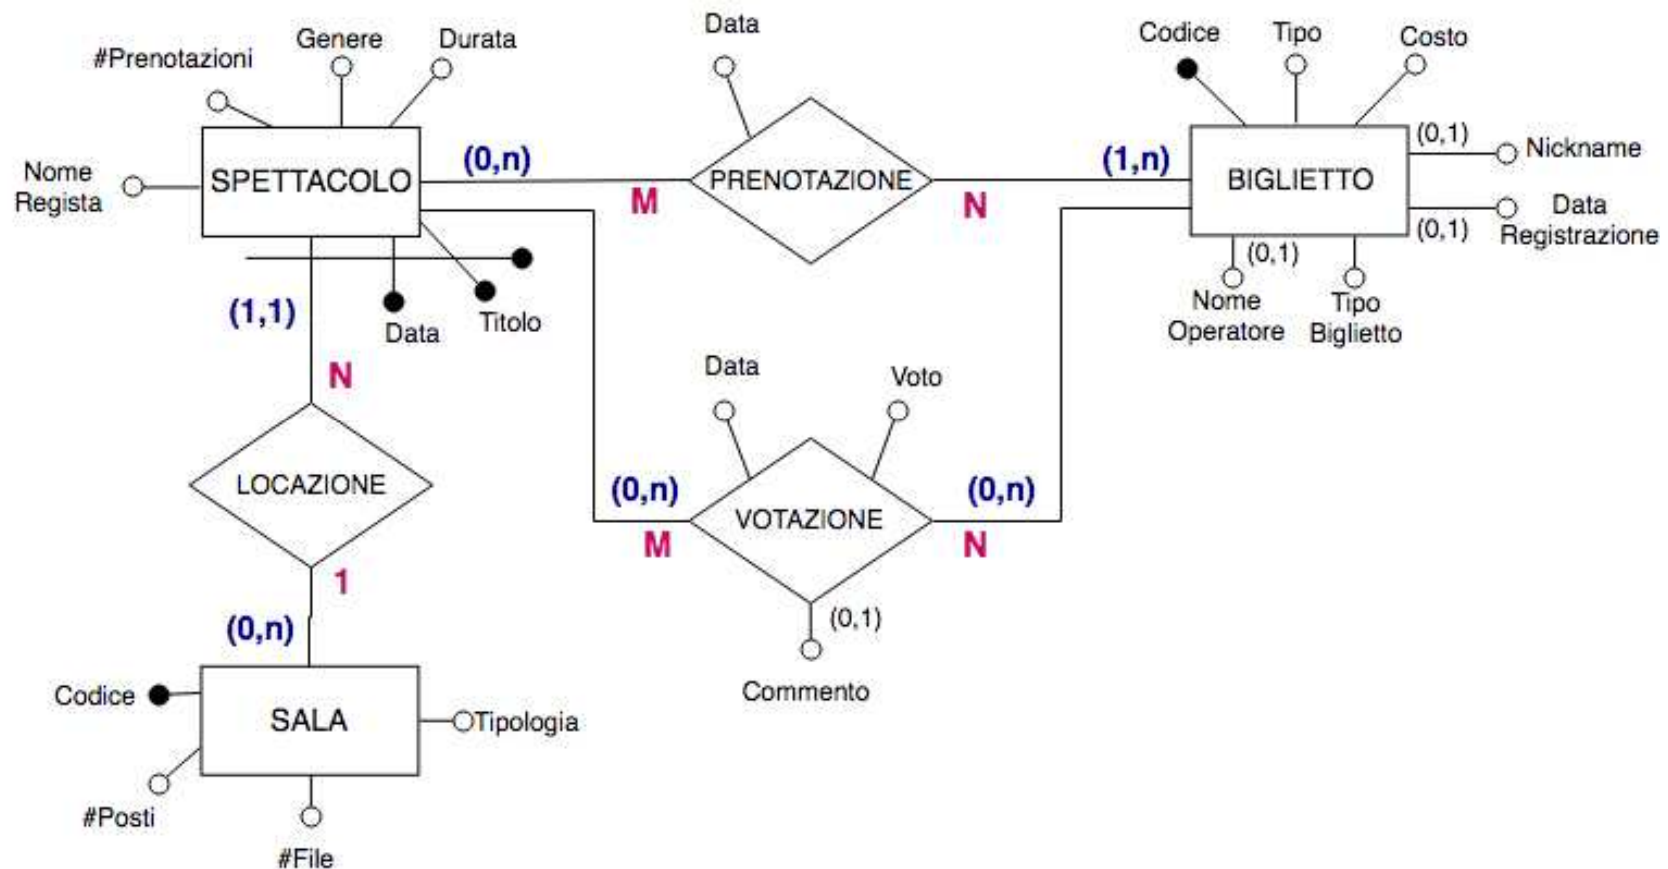 Data
Codice
Tipo
Costo
Genere
Durata
#Prenotazioni
(0,1)
Nickname
Nome
Regista
SPETTACOLO
(0,n)
M
PRENOTAZIONE
(1,n)
N
BIGLIETTO
Data
Registrazione
(0,1)
(0,1)
Nome
Operatore
Tipo
Biglietto
(1,1)
Data
Titolo
N
Data
Voto
LOCAZIONE
(0,n)
M
VOTAZIONE
(0,n)
N
1
(0,n)
(0,1)
Commento
Codice
SALA
Tipologia
#Posti
#File